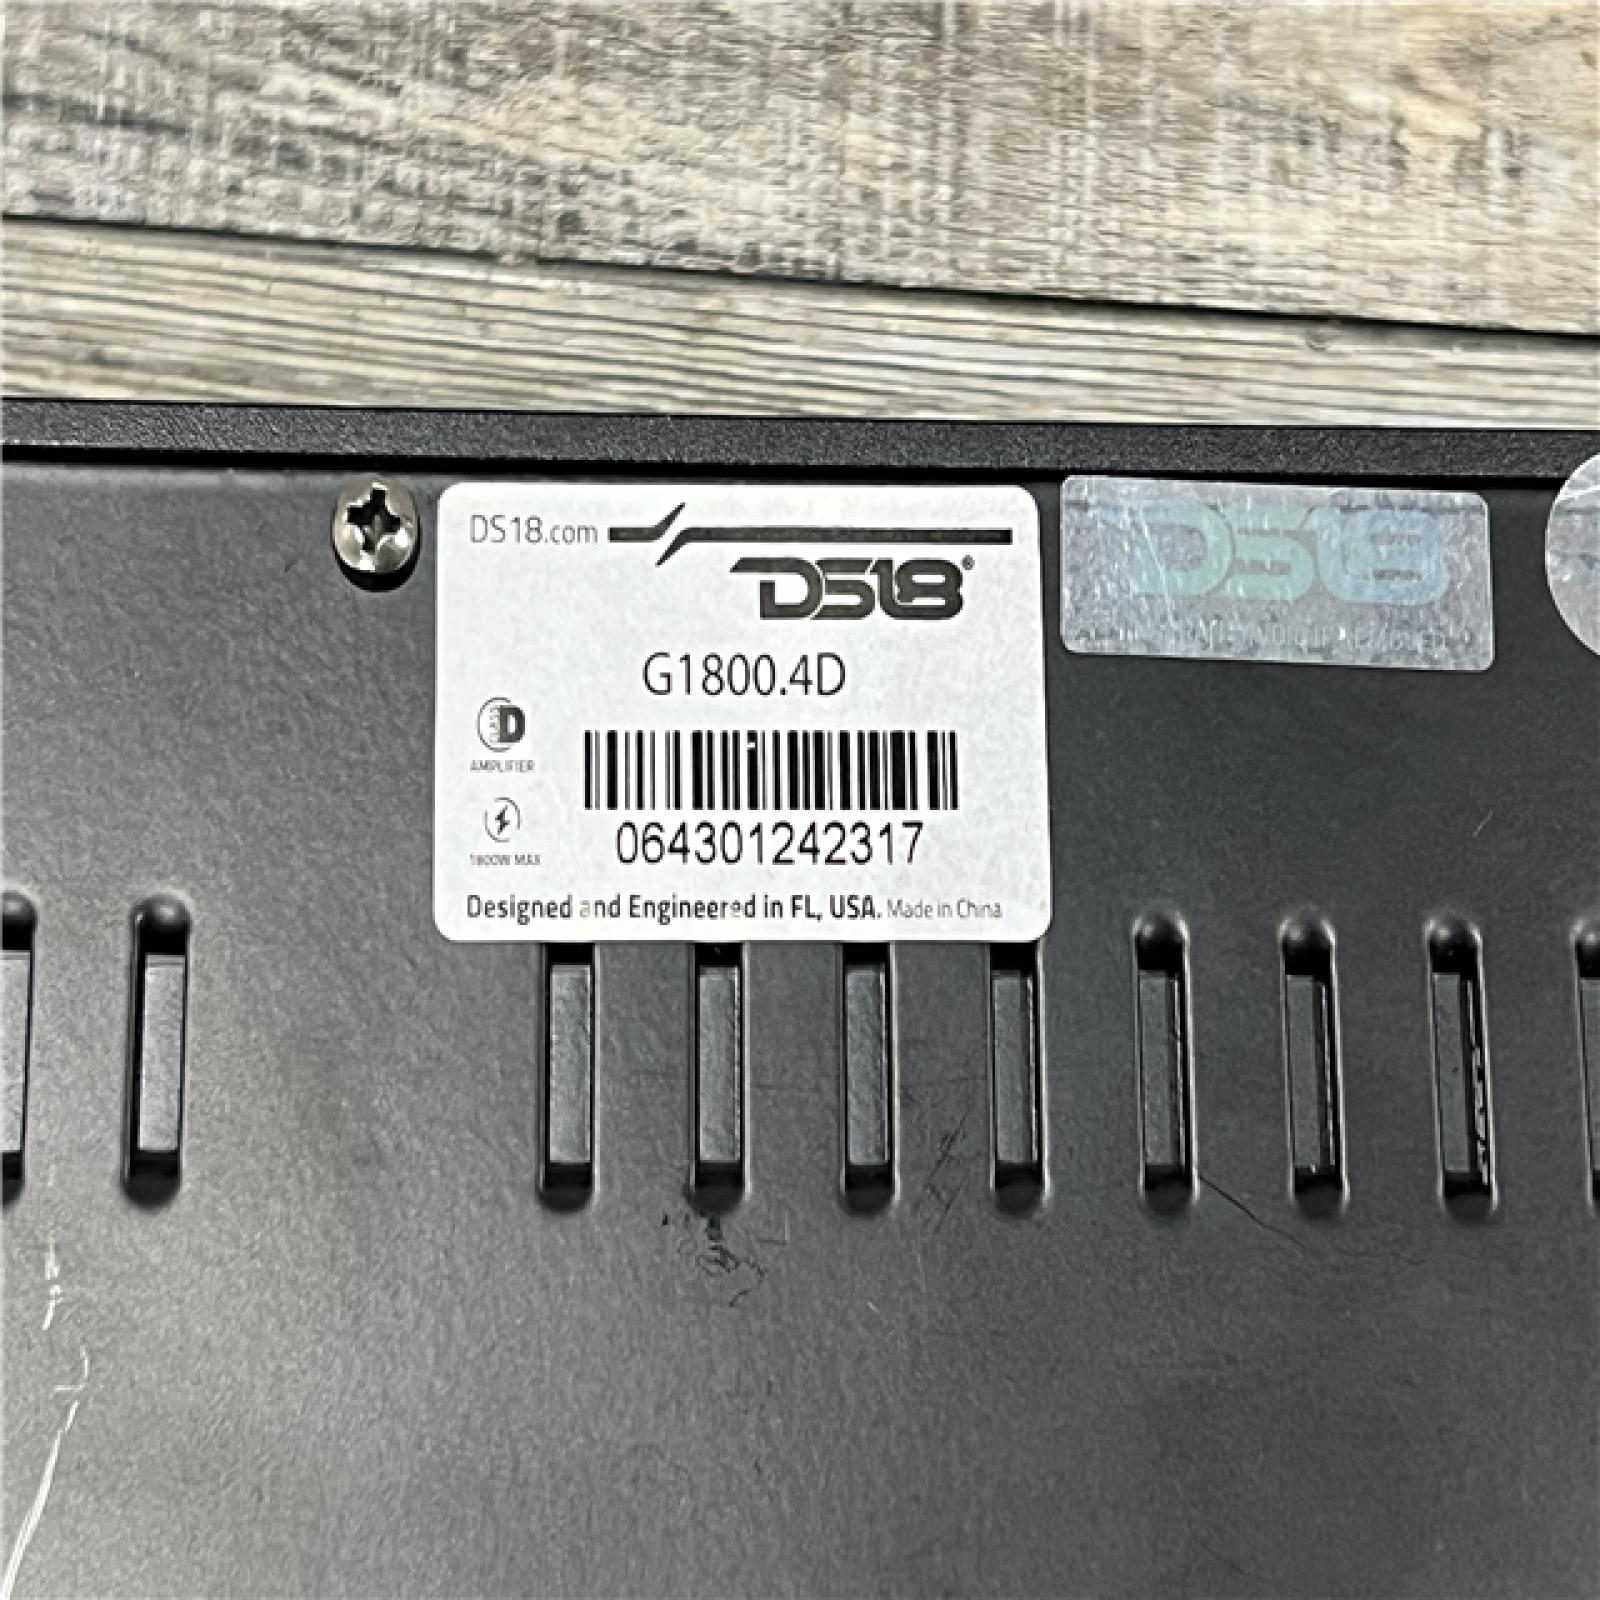 DS18.com
DS18®
G1800.4D
D
AMPLIFIER
1800W MAX
064301242317
Designed and Engineered in FL, USA. Made in China
DS18